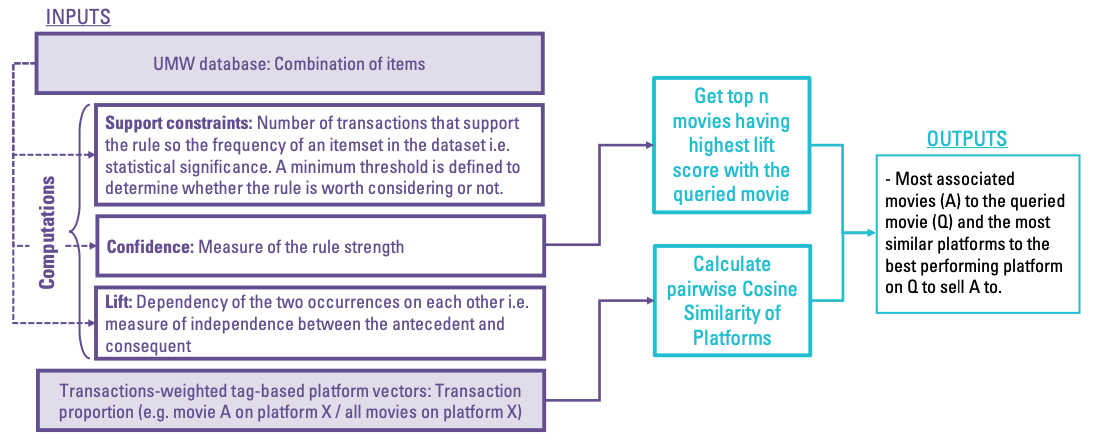 INPUTS
UMW database: Combination of items
Computations
Support constraints: Number of transactions that support
the rule so the frequency of an itemset in the dataset i.e.
statistical significance. A minimum threshold is defined to
determine whether the rule is worth considering or not.
Confidence: Measure of the rule strength
Lift: Dependency of the two occurrences on each other i.e.
measure of independence between the antecedent and
consequent
Transactions-weighted tag-based platform vectors: Transaction
proportion (e.g. movie A on platform X / all movies on platform X)
Get top n
movies having
highest lift
score with the
queried movie
Calculate
pairwise Cosine
Similarity of
Platforms
OUTPUTS
- Most associated
movies (A) to the queried
movie (Q) and the most
similar platforms to the
best performing platform
on Q to sell A to.